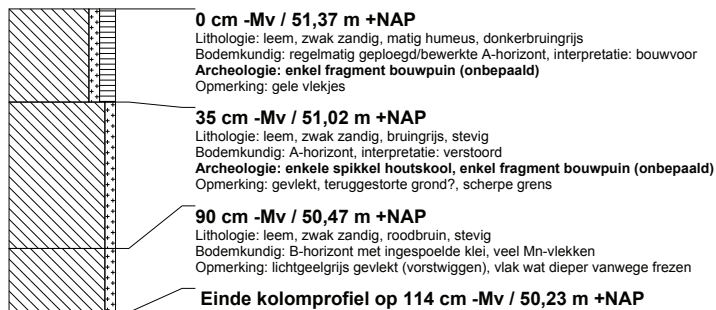 0 cm -Mv / 51,37 m +NAP
Lithologie: leem, zwak zandig, matig humeus, donkerbruingrijs
Bodemkundig: regelmatig geploegd/bewerkte A-horizont, interpretatie: bouwvoor
Archeologie: enkel fragment bouwpuin (onbepaald)
Opmerking: gele vlekjes
35 cm -Mv / 51,02 m +NAP
Lithologie: leem, zwak zandig, bruingrijs, stevig
Bodemkundig: A-horizont, interpretatie: verstoord
Archeologie: enkele spikkel houtskool, enkel fragment bouwpuin (onbepaald)
Opmerking: gevlekt, teruggestorte grond?, scherpe grens
90 cm -Mv / 50,47 m +NAP
Lithologie: leem, zwak zandig, roodbruin, stevig
Bodemkundig: B-horizont met ingespoelde klei, veel Mn-vlekken
Opmerking: lichtgeelgrijs gevlekt (vorstwiggen), vlak wat dieper vanwege frezen
Einde kolomprofiel op 114 cm -Mv / 50,23 m +NAP